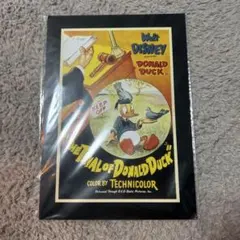 Walt
DISNEY
DONALD
DUCK
"THE TRIAL OF DONALD DUCK"
COLOR BY TECHNICOLOR